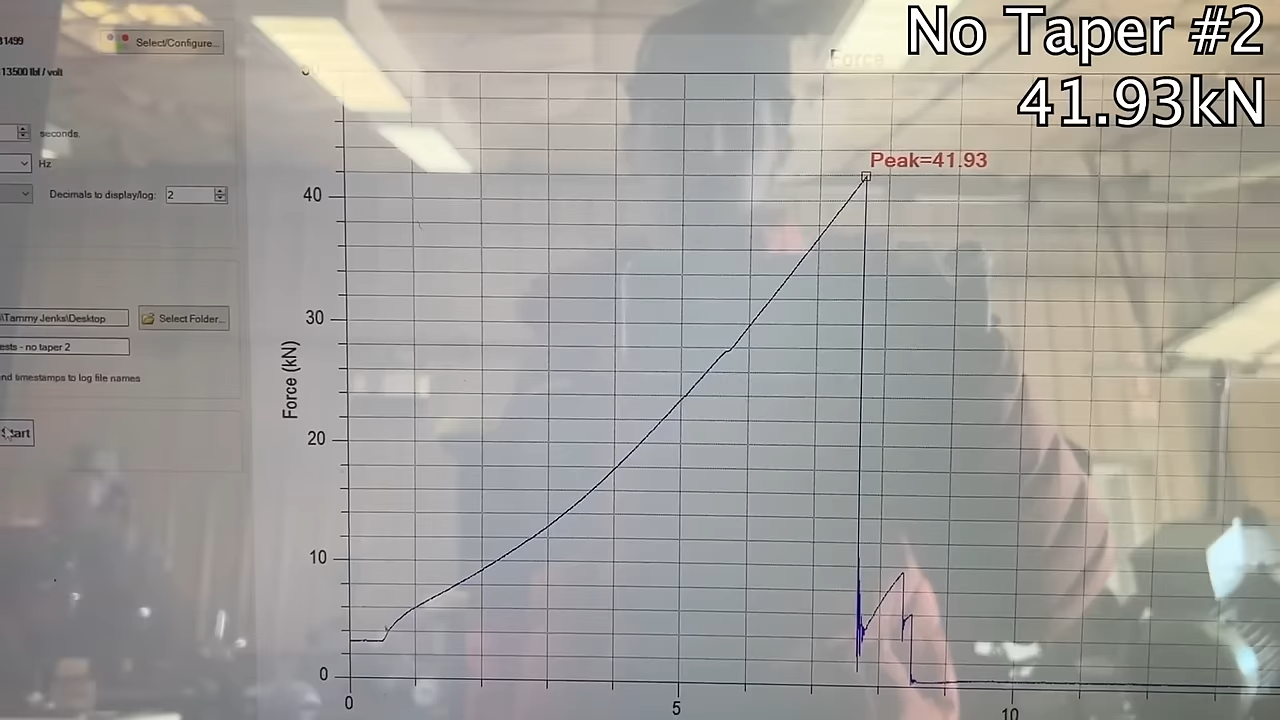 No Taper #2
41.93kN
Select/Configure...
13500 lbf / volt
Force
seconds.
Hz
Peak=41.93
Decimals to display/log: 2
40
\Tammy Jenks\Desktop
Select Folder...
30
ests - no taper 2
Force (kN)
nd timestamps to log file names
Start
20
10
0
0
5
10